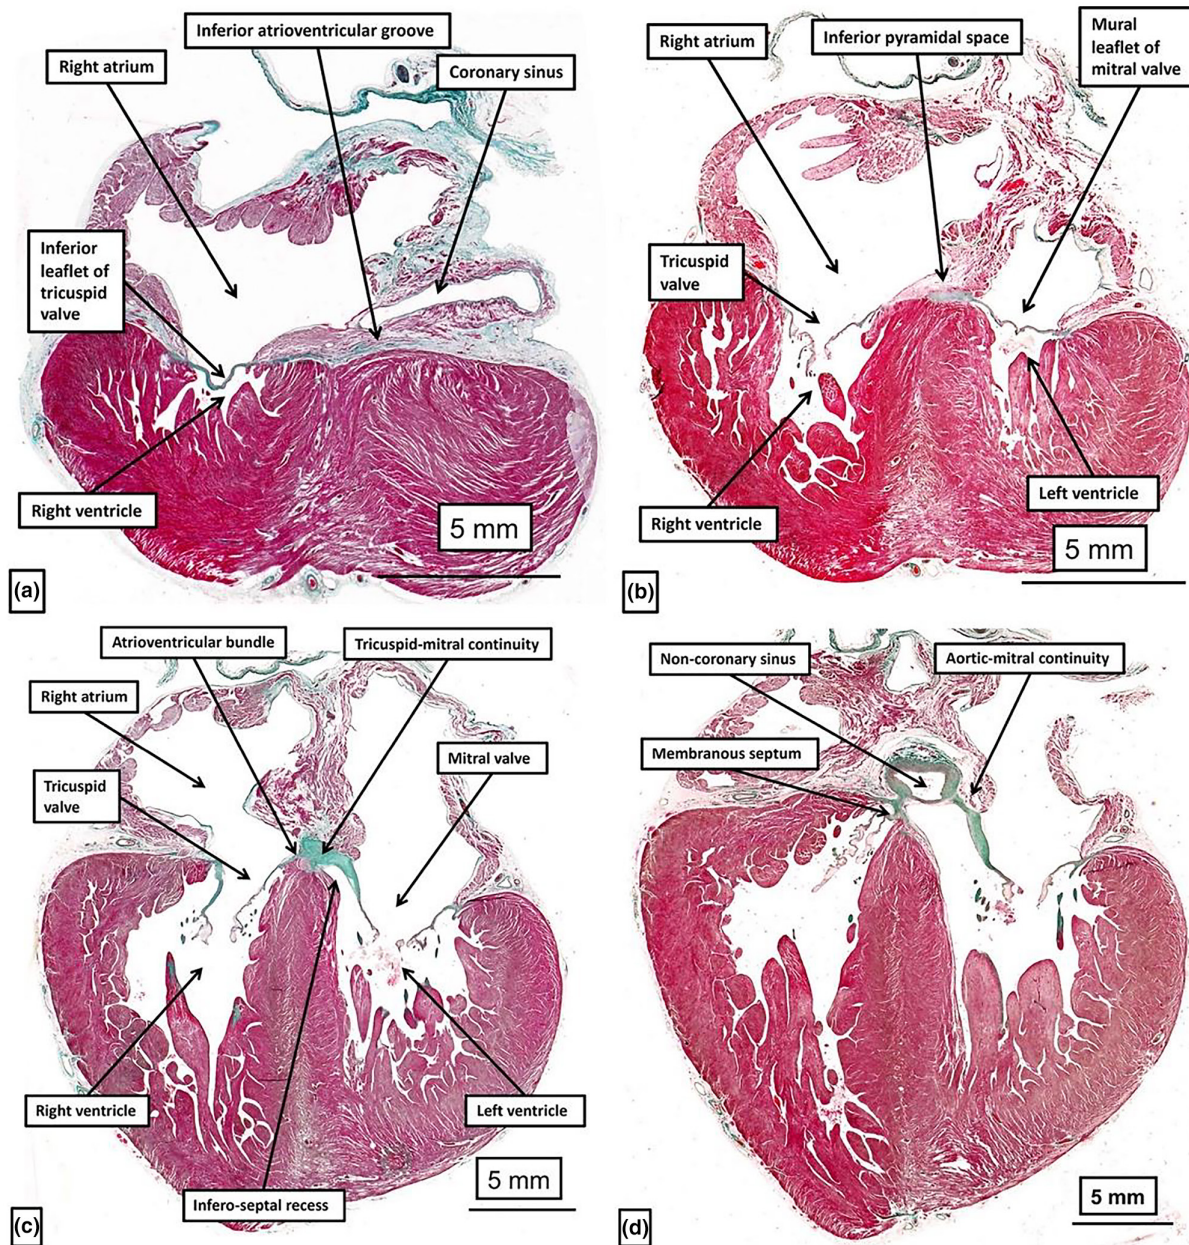 Inferior atrioventricular groove
Right atrium
Coronary sinus
Inferior
leaflet of
tricuspid
valve
Right ventricle
5 mm
(a)
Right atrium
Inferior pyramidal space
Mural
leaflet of
mitral valve
Tricuspid
valve
Right ventricle
Left ventricle
5 mm
(b)
Atrioventricular bundle
Tricuspid-mitral continuity
Right atrium
Mitral valve
Tricuspid
valve
Right ventricle
Left ventricle
Infero-septal recess
5 mm
(c)
Non-coronary sinus
Aortic-mitral continuity
Membranous septum
5 mm
(d)